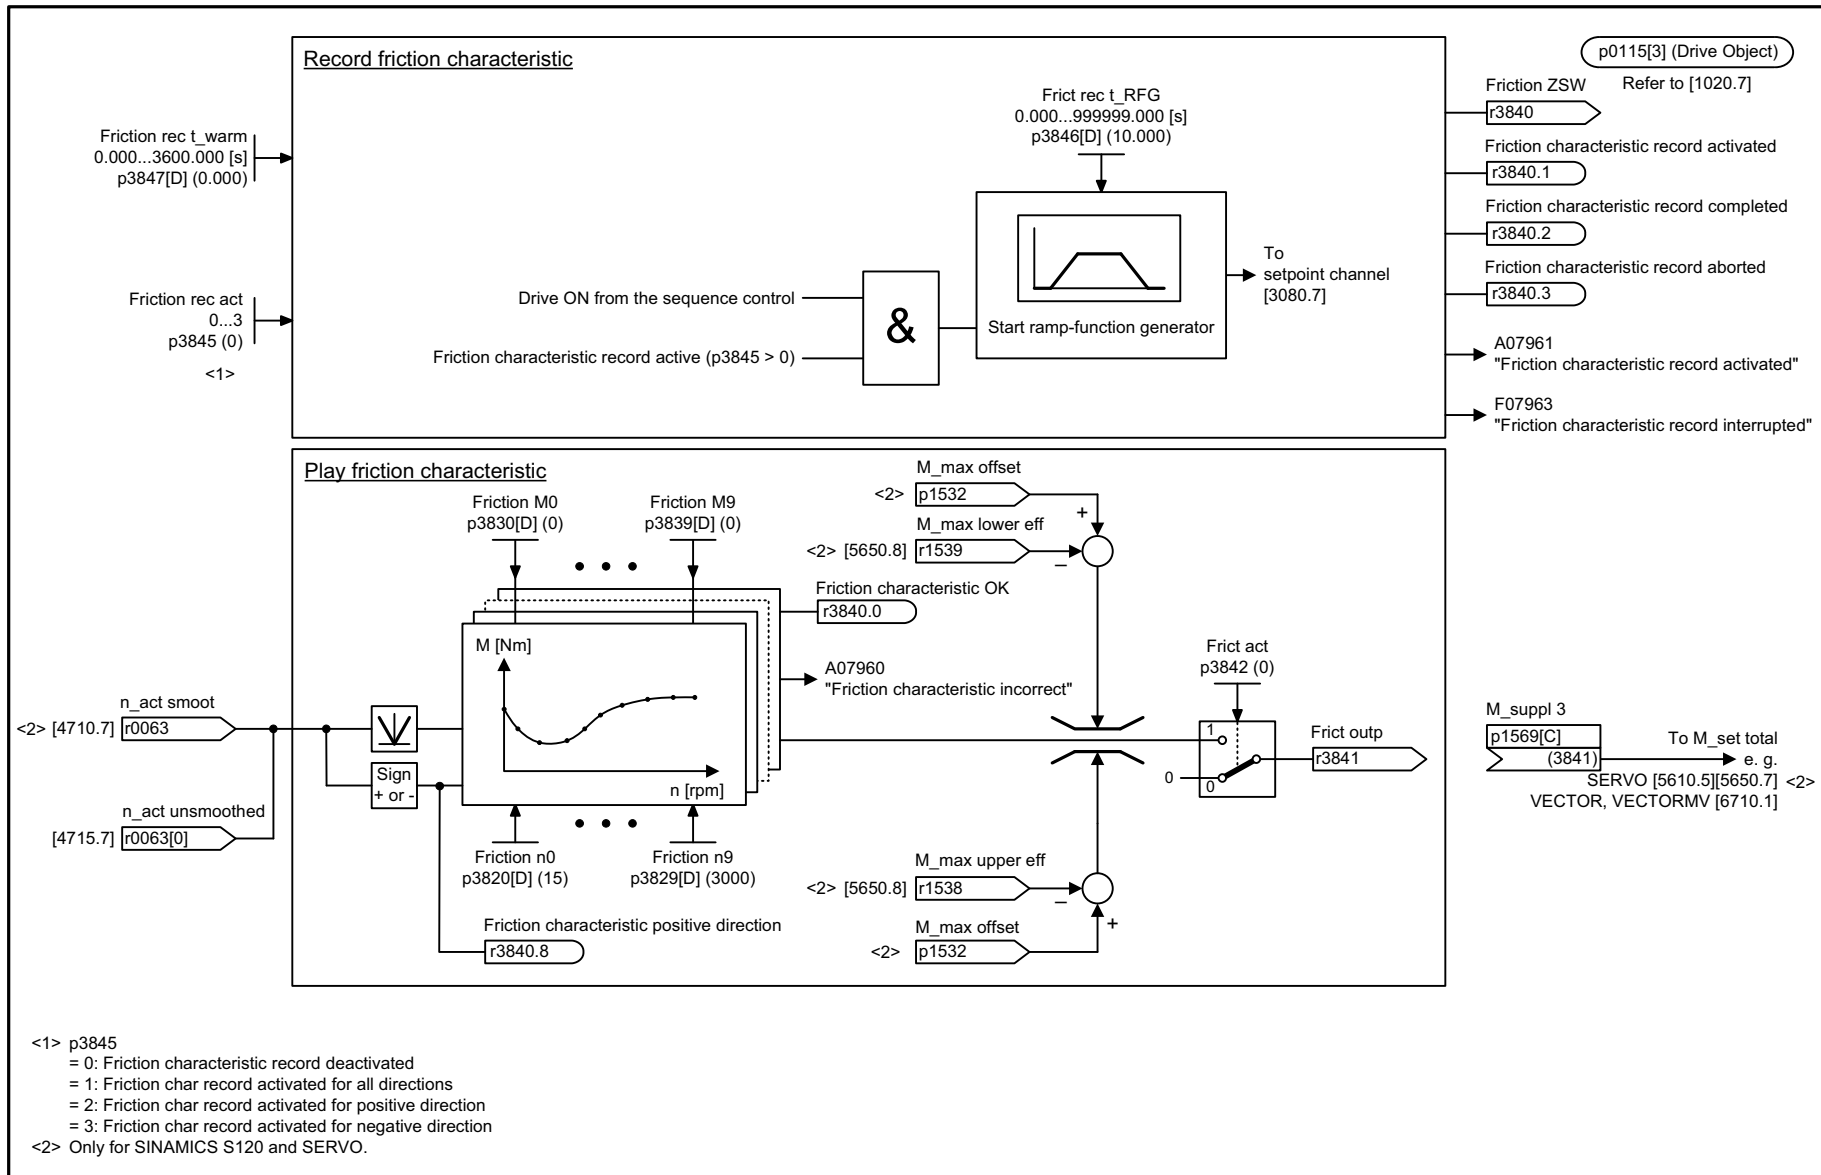 Record friction characteristic
p0115[3] (Drive Object)
Refer to [1020.7]
Friction rec t_warm
0.000...3600.000 [s]
p3847[D] (0.000)
Friction rec act
0...3
p3845 (0)
<1>
Frict rec t_RFG
0.000...999999.000 [s]
p3846[D] (10.000)
Drive ON from the sequence control
Friction characteristic record active (p3845 > 0)
&
Start ramp-function generator
To
setpoint channel
[3080.7]
Friction ZSW
r3840
Friction characteristic record activated
r3840.1
Friction characteristic record completed
r3840.2
Friction characteristic record aborted
r3840.3
A07961
"Friction characteristic record activated"
F07963
"Friction characteristic record interrupted"
Play friction characteristic
Friction M0
p3830[D] (0)
Friction M9
p3839[D] (0)
M_max offset
<2> p1532
+
M_max lower eff
<2> [5650.8] r1539
–
Friction characteristic OK
r3840.0
A07960
"Friction characteristic incorrect"
M [Nm]
n [rpm]
n_act smoot
<2> [4710.7] r0063
n_act unsmoothed
[4715.7] r0063[0]
Sign
+ or -
Friction n0
p3820[D] (15)
Friction n9
p3829[D] (3000)
Friction characteristic positive direction
r3840.8
Frict act
p3842 (0)
1
0
0
Frict outp
r3841
M_max upper eff
<2> [5650.8] r1538
–
M_max offset
<2> p1532
+
M_suppl 3
p1569[C]
(3841)
To M_set total
e. g.
SERVO [5610.5][5650.7] <2>
VECTOR, VECTORMV [6710.1]
<1> p3845
= 0: Friction characteristic record deactivated
= 1: Friction char record activated for all directions
= 2: Friction char record activated for positive direction
= 3: Friction char record activated for negative direction
<2> Only for SINAMICS S120 and SERVO.